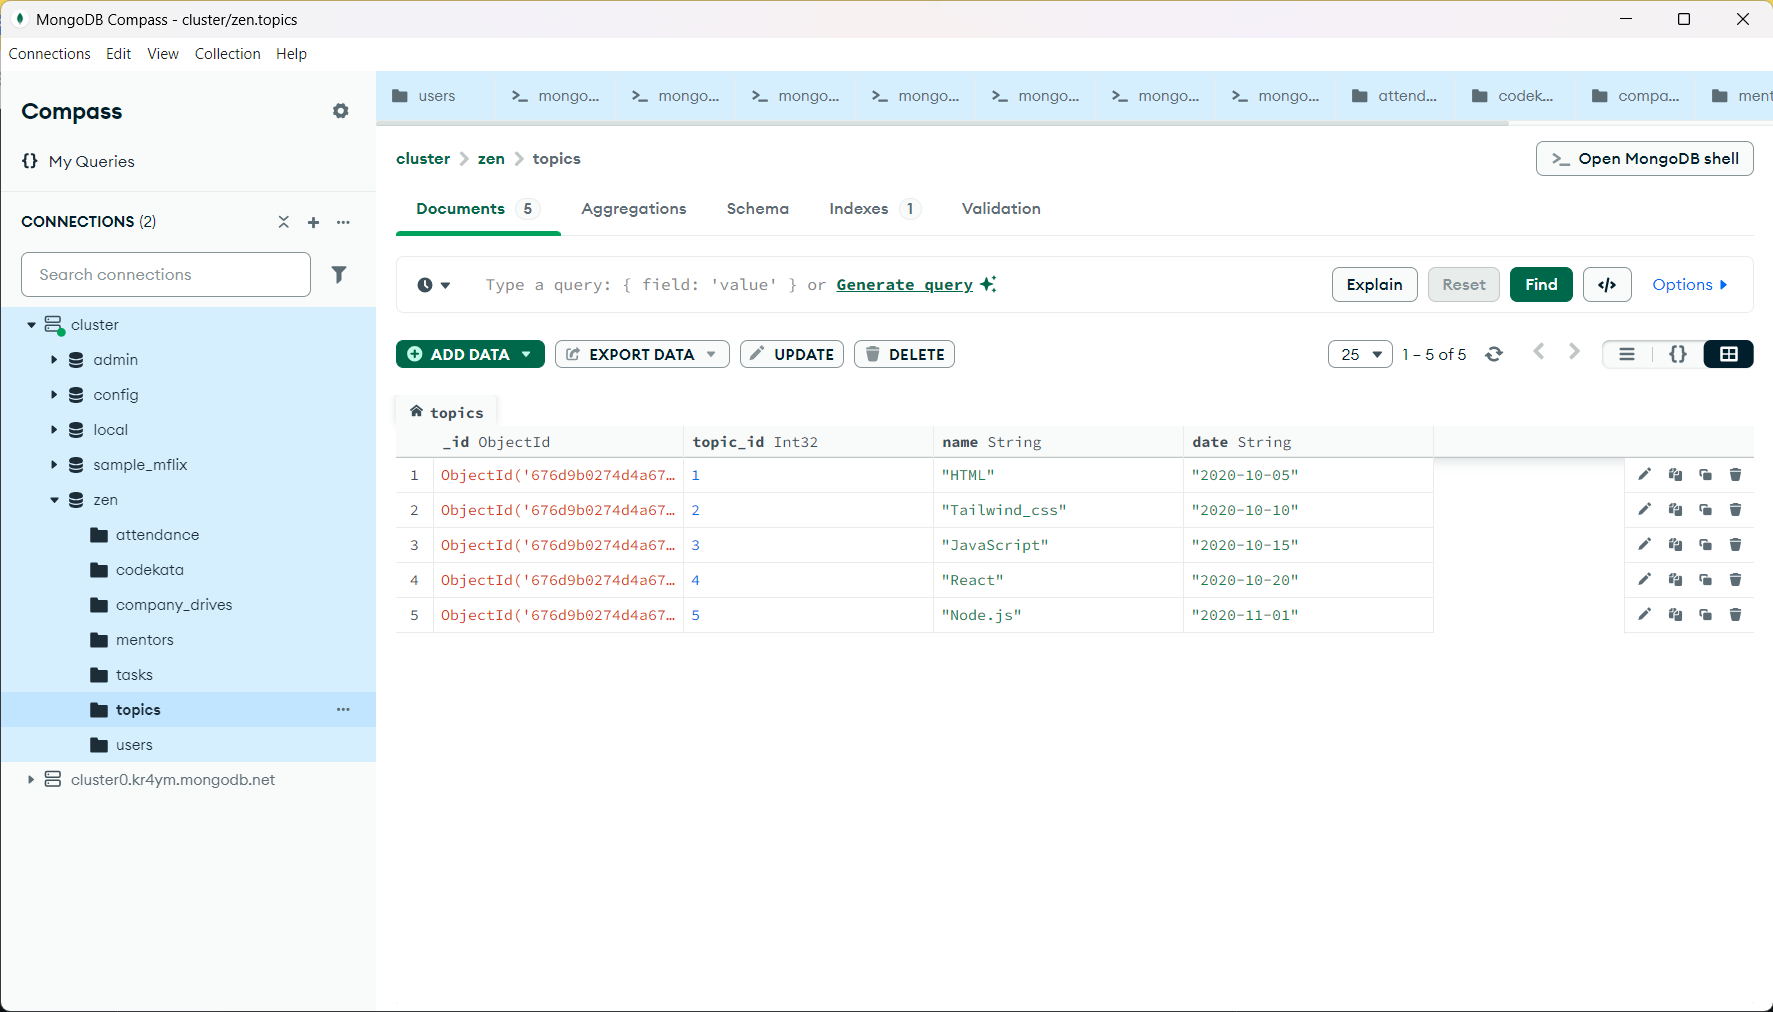 MongoDB Compass - cluster/zen.topics
Connections Edit View Collection Help
Compass
{} My Queries
CONNECTIONS (2)
Search connections
cluster
admin
config
local
sample_mflix
zen
attendance
codekata
company_drives
mentors
tasks
topics
users
cluster0.kr4ym.mongodb.net
users >_ mongo... >_ mongo... >_ mongo... >_ mongo... >_ mongo... >_ mongo... >_ mongo... attend... codek... compa... ment
cluster > zen > topics
>_ Open MongoDB shell
Documents 5 Aggregations Schema Indexes 1 Validation
Type a query: { field: 'value' } or Generate query
Explain Reset Find </> Options
ADD DATA EXPORT DATA UPDATE DELETE
25 1 – 5 of 5 {}
topics
_id ObjectId topic_id Int32 name String date String
1 ObjectId('676d9b0274d4a67... 1 "HTML" "2020-10-05"
2 ObjectId('676d9b0274d4a67... 2 "Tailwind_css" "2020-10-10"
3 ObjectId('676d9b0274d4a67... 3 "JavaScript" "2020-10-15"
4 ObjectId('676d9b0274d4a67... 4 "React" "2020-10-20"
5 ObjectId('676d9b0274d4a67... 5 "Node.js" "2020-11-01"